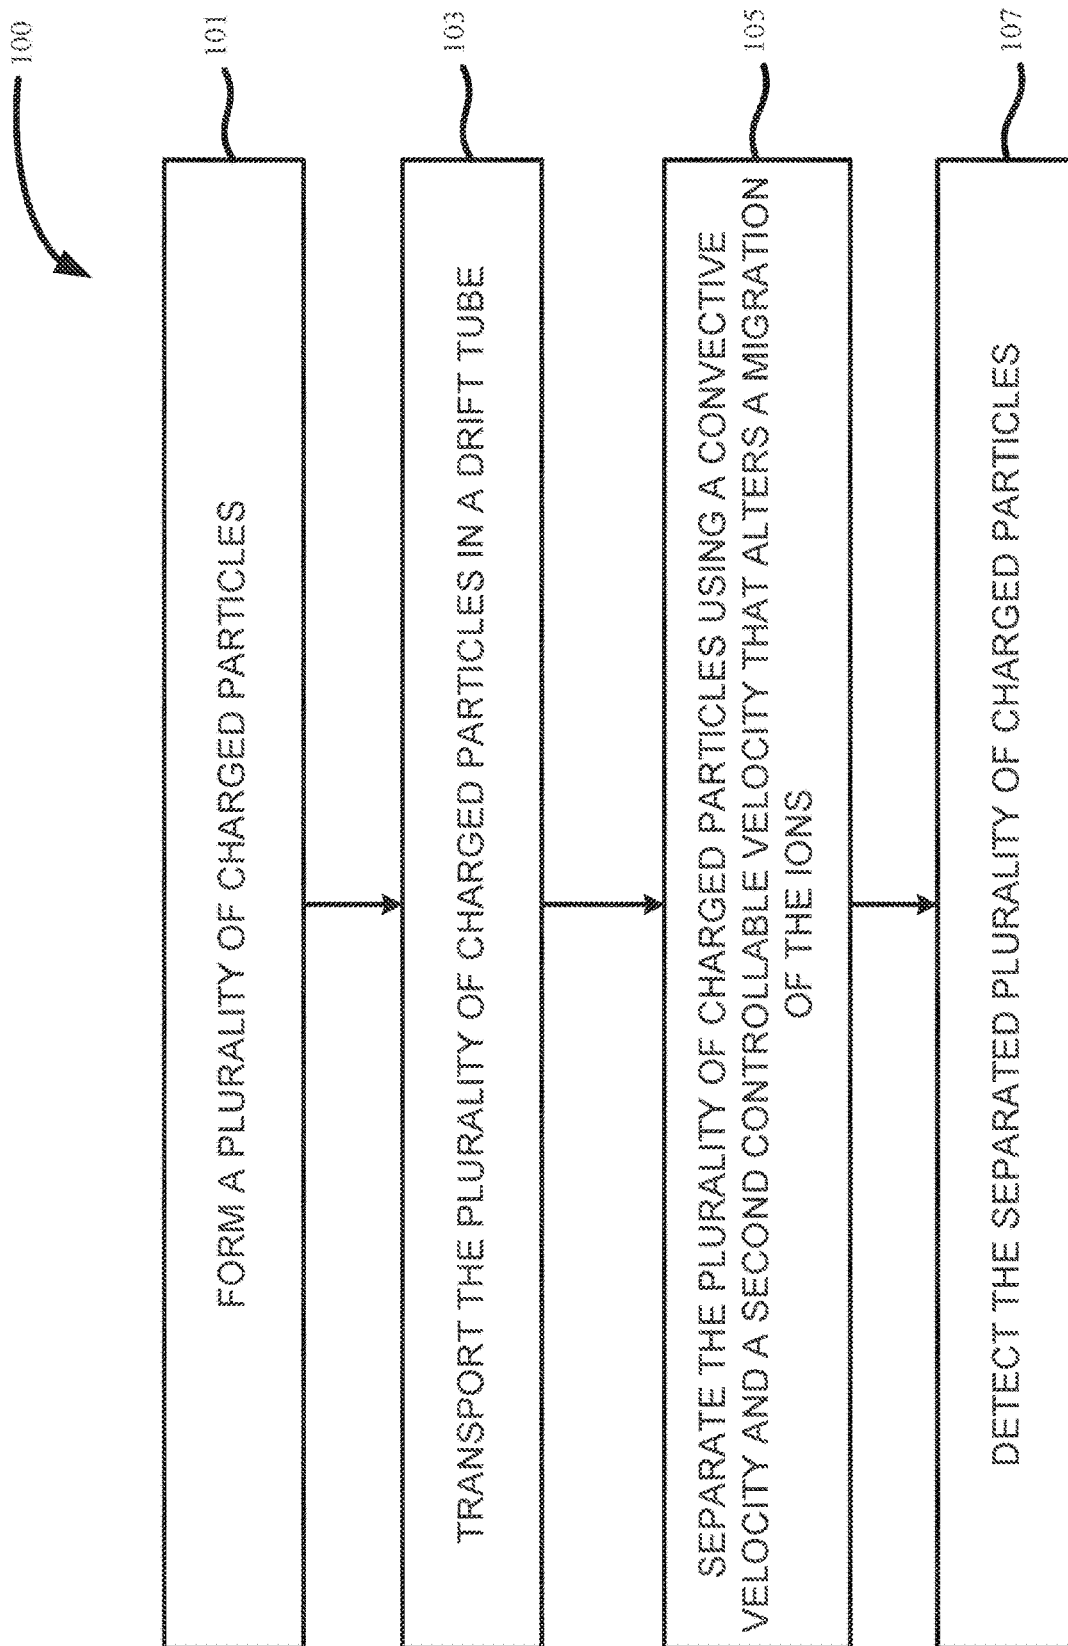 100
101
FORM A PLURALITY OF CHARGED PARTICLES
103
TRANSPORT THE PLURALITY OF CHARGED PARTICLES IN A DRIFT TUBE
105
SEPARATE THE PLURALITY OF CHARGED PARTICLES USING A CONVECTIVE
VELOCITY AND A SECOND CONTROLLABLE VELOCITY THAT ALTERS A MIGRATION
OF THE IONS
107
DETECT THE SEPARATED PLURALITY OF CHARGED PARTICLES